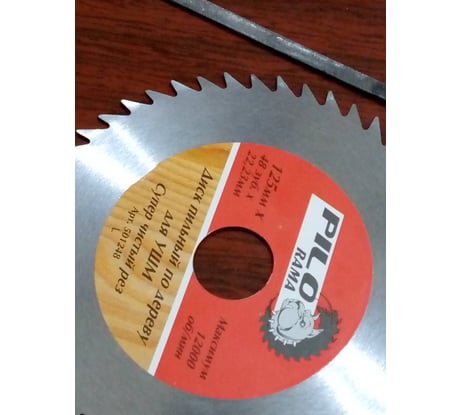 PILO
RAMA
125мм X
48 зуб. X
22,23мм
Диск пильный по дереву
для УШМ
Супер чистый рез
Арт. 501248
L
Максимум
12000
об/мин